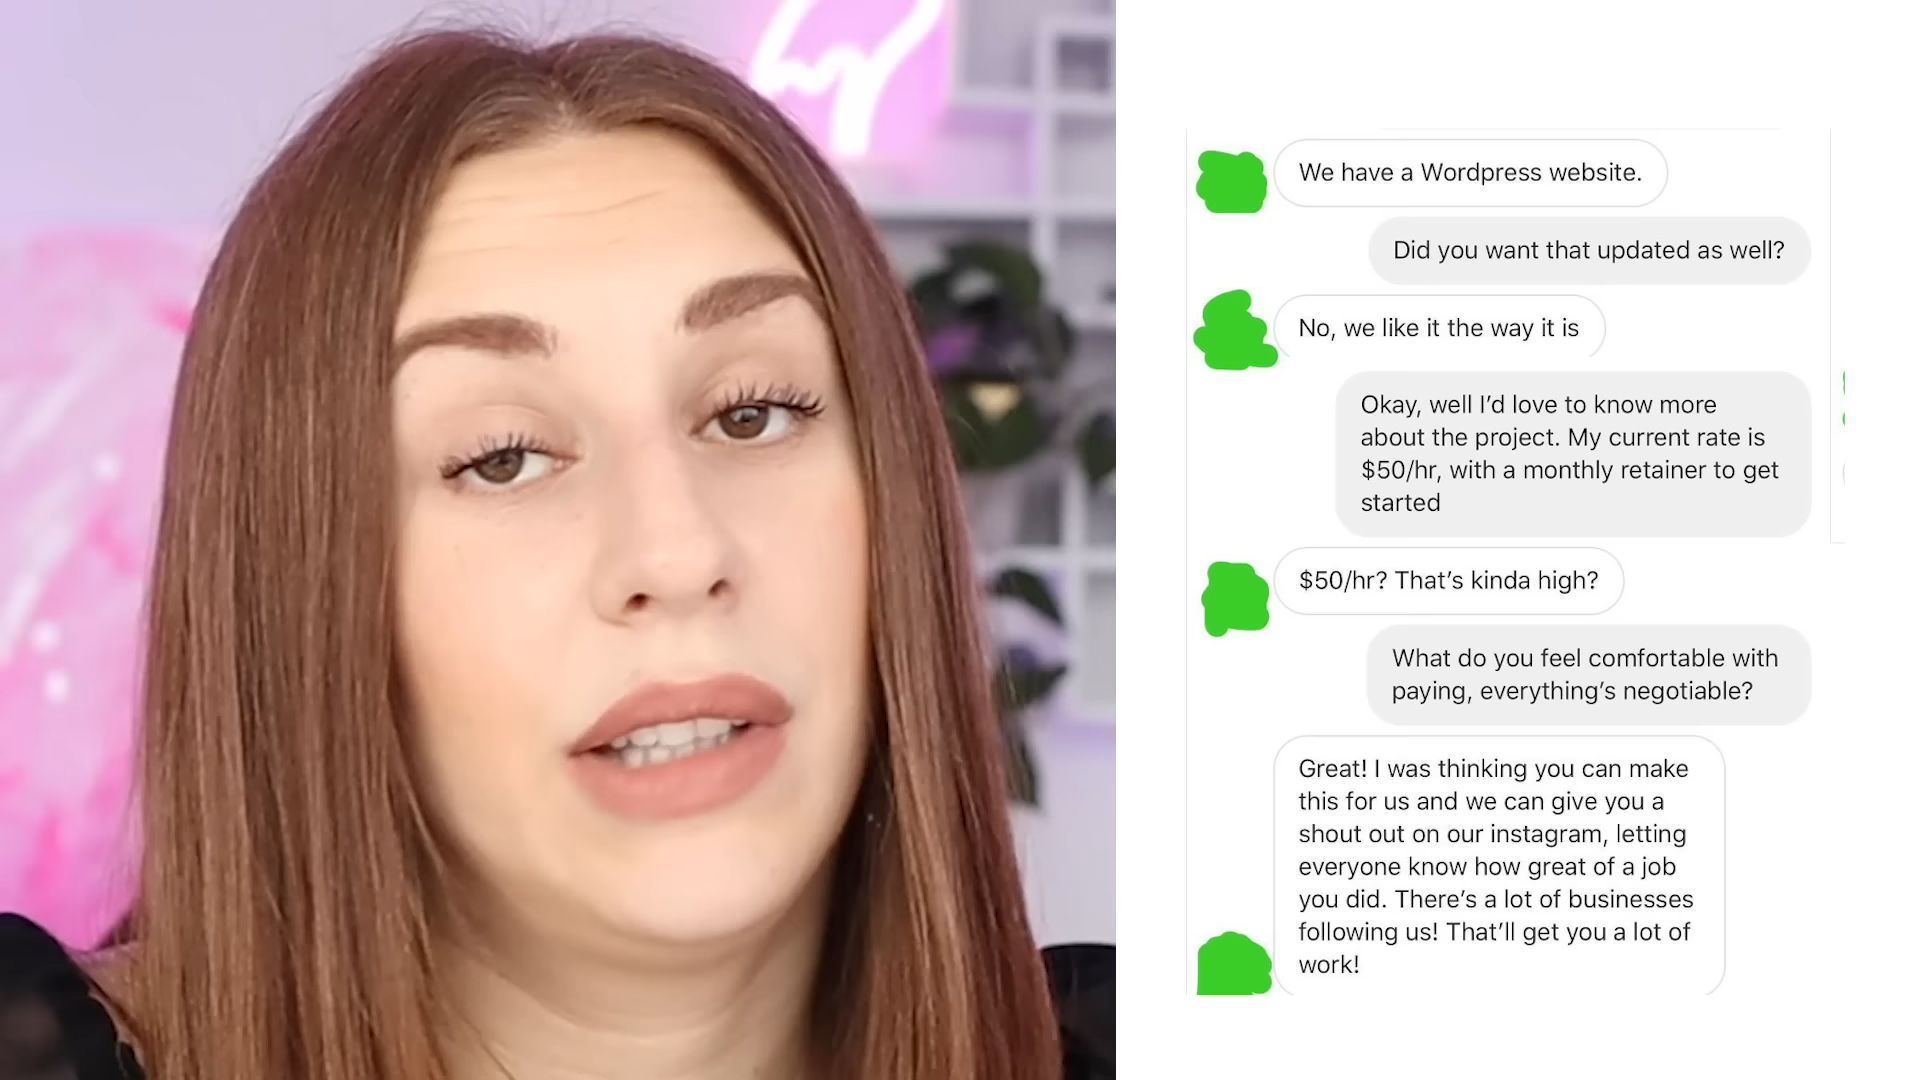 We have a Wordpress website.
Did you want that updated as well?
No, we like it the way it is
Okay, well I’d love to know more
about the project. My current rate is
$50/hr, with a monthly retainer to get
started
$50/hr? That’s kinda high?
What do you feel comfortable with
paying, everything’s negotiable?
Great! I was thinking you can make
this for us and we can give you a
shout out on our instagram, letting
everyone know how great of a job
you did. There’s a lot of businesses
following us! That’ll get you a lot of
work!